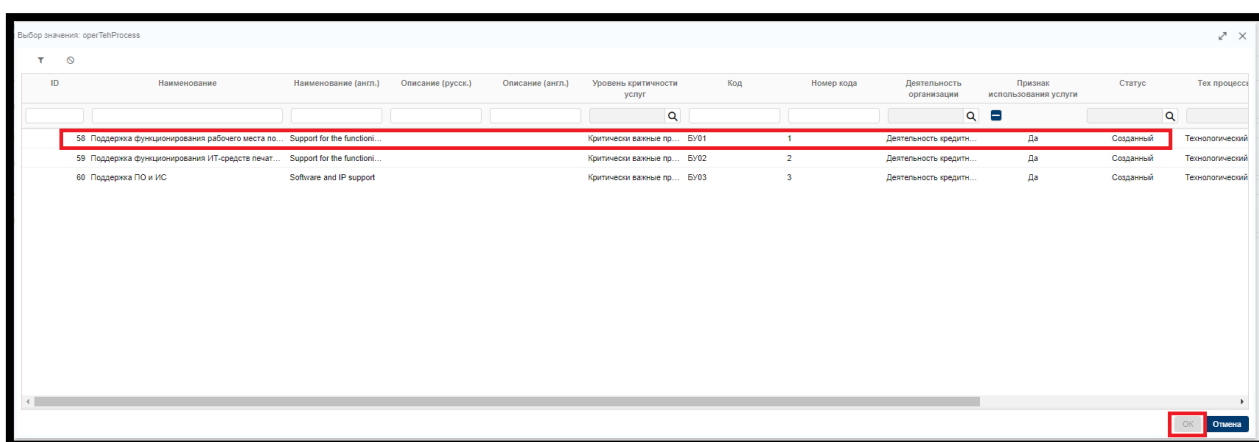 Выбор значения: operTehProcess
ID Наименование Наименование (англ.) Описание (русск.) Описание (англ.) Уровень критичности услуг Код Номер кода Деятельность организации Признак использования услуги Статус Тех процессы
58 Поддержка функционирования рабочего места по... Support for the functioni... Критически важные пр... БУ01 1 Деятельность кредитн... Да Созданный Технологический
59 Поддержка функционирования ИТ-средств печат... Support for the functioni... Критически важные пр... БУ02 2 Деятельность кредитн... Да Созданный Технологический
60 Поддержка ПО и ИС Software and IP support Критически важные пр... БУ03 3 Деятельность кредитн... Да Созданный Технологический
ОК Отмена